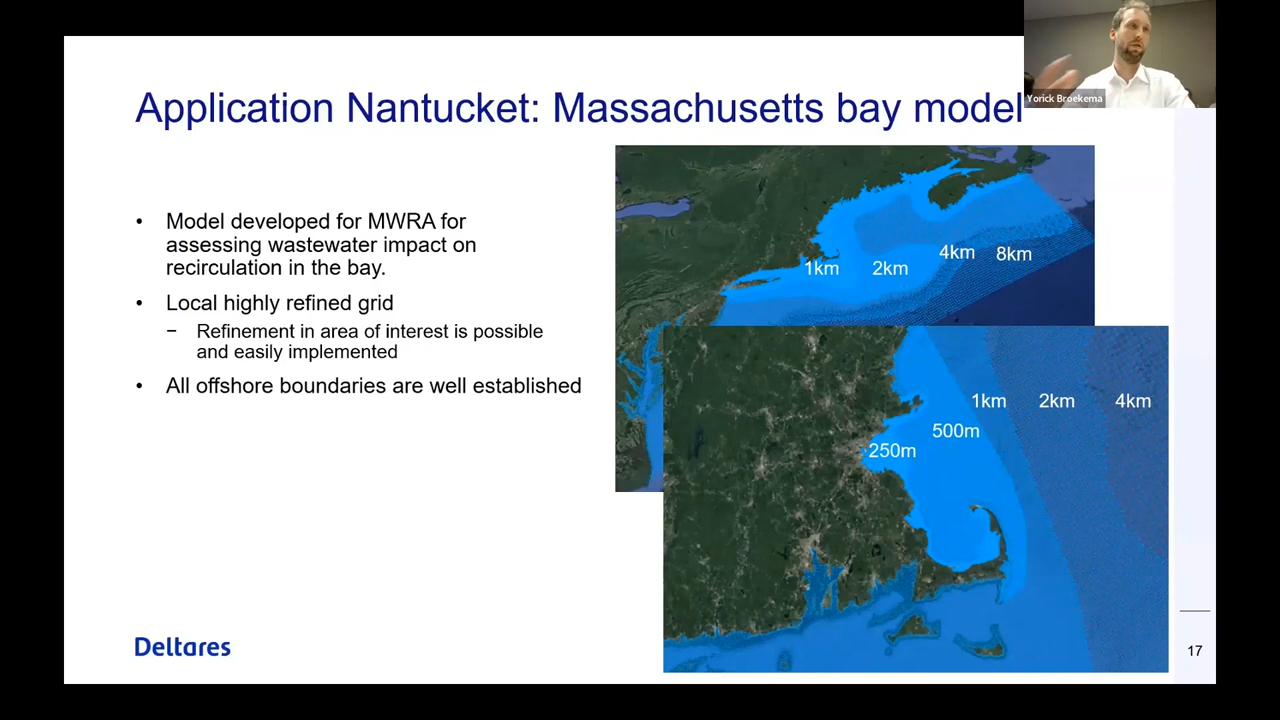 Yorick Broekema
Application Nantucket: Massachusetts bay model
• Model developed for MWRA for
assessing wastewater impact on
recirculation in the bay.
• Local highly refined grid
− Refinement in area of interest is possible
and easily implemented
• All offshore boundaries are well established
1km 2km 4km 8km
1km 2km 4km
500m
250m
Deltares
17